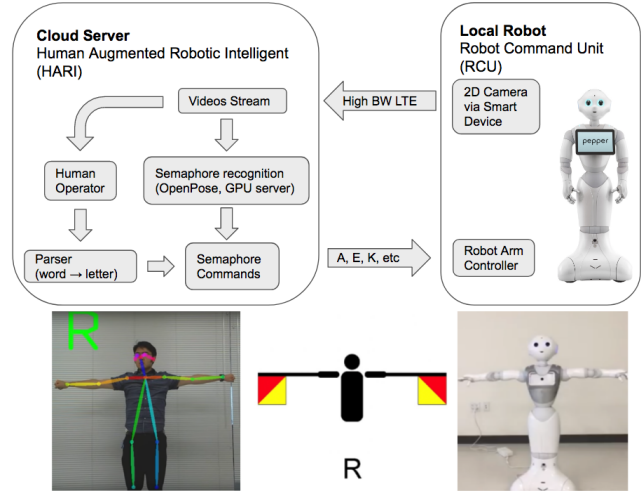 Cloud Server
Human Augmented Robotic Intelligent
(HARI)
Videos Stream
Human
Operator
Semaphore recognition
(OpenPose, GPU server)
Parser
(word → letter)
Semaphore
Commands
High BW LTE
A, E, K, etc
Local Robot
Robot Command Unit
(RCU)
2D Camera
via Smart
Device
pepper
Robot Arm
Controller
R
R